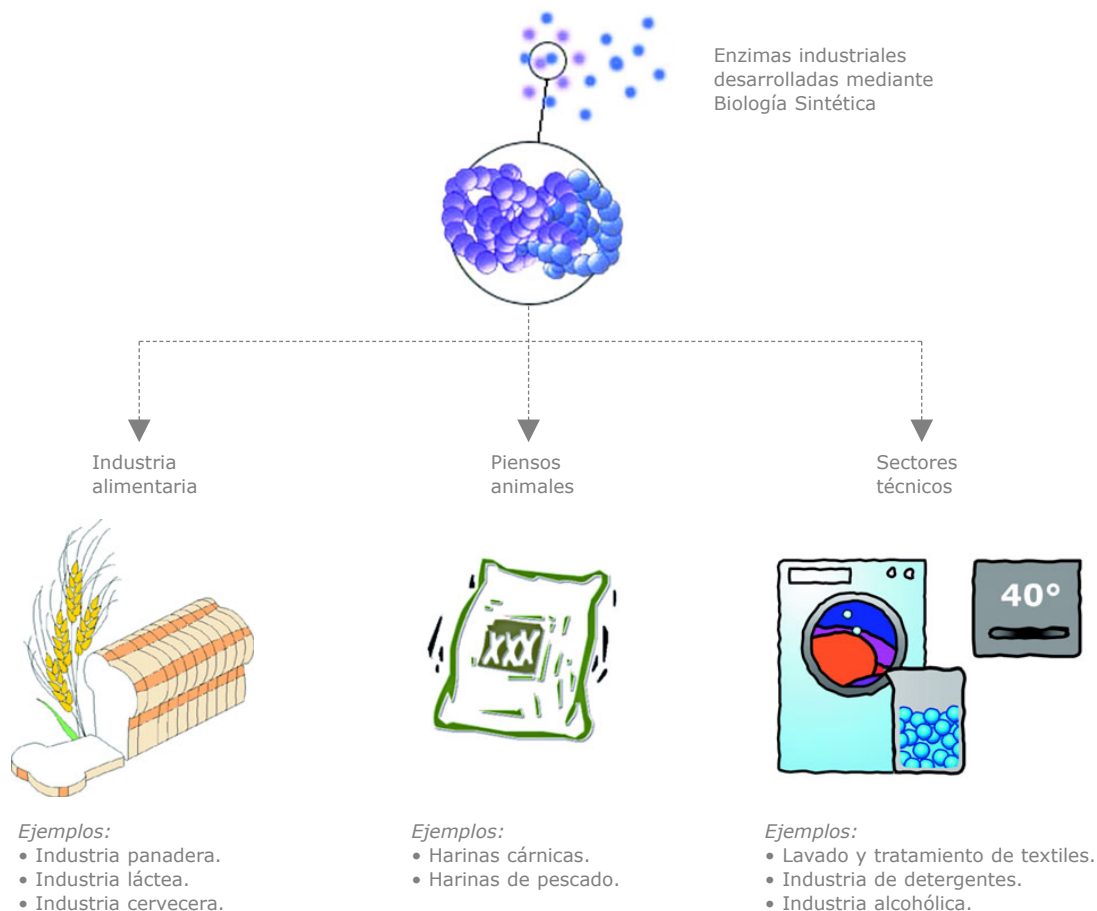 Enzimas industriales
desarrolladas mediante
Biología Sintética
Industria
alimentaria
Piensos
animales
Sectores
técnicos
XXX
40°
Ejemplos:
• Industria panadera.
• Industria láctea.
• Industria cervecera.
Ejemplos:
• Harinas cárnicas.
• Harinas de pescado.
Ejemplos:
• Lavado y tratamiento de textiles.
• Industria de detergentes.
• Industria alcohólica.